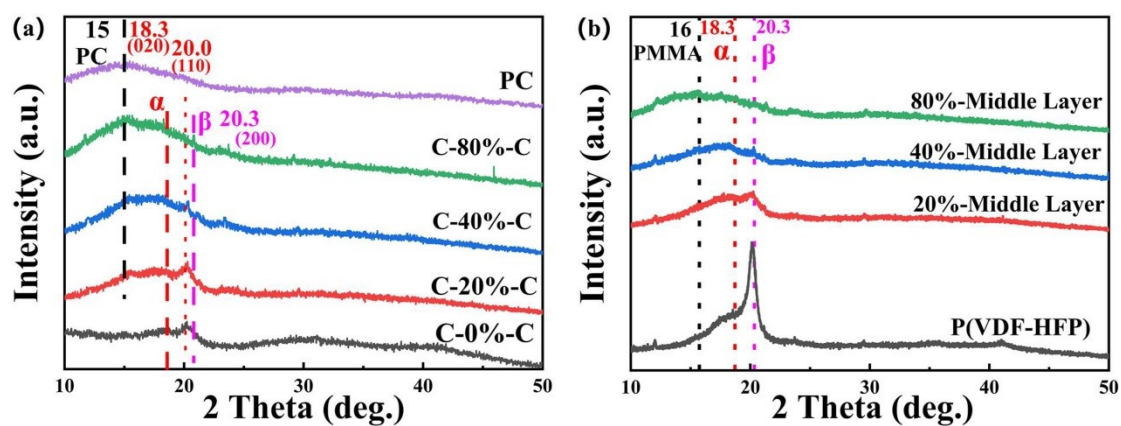 (a)
15
18.3
(020)
20.0
(110)
PC
PC
α
β 20.3
(200)
C-80%-C
C-40%-C
C-20%-C
C-0%-C
Intensity (a.u.)
10 20 30 40 50
2 Theta (deg.)
(b)
16 18.3 20.3
PMMA α β
80%-Middle Layer
40%-Middle Layer
20%-Middle Layer
P(VDF-HFP)
Intensity (a.u.)
10 20 30 40 50
2 Theta (deg.)